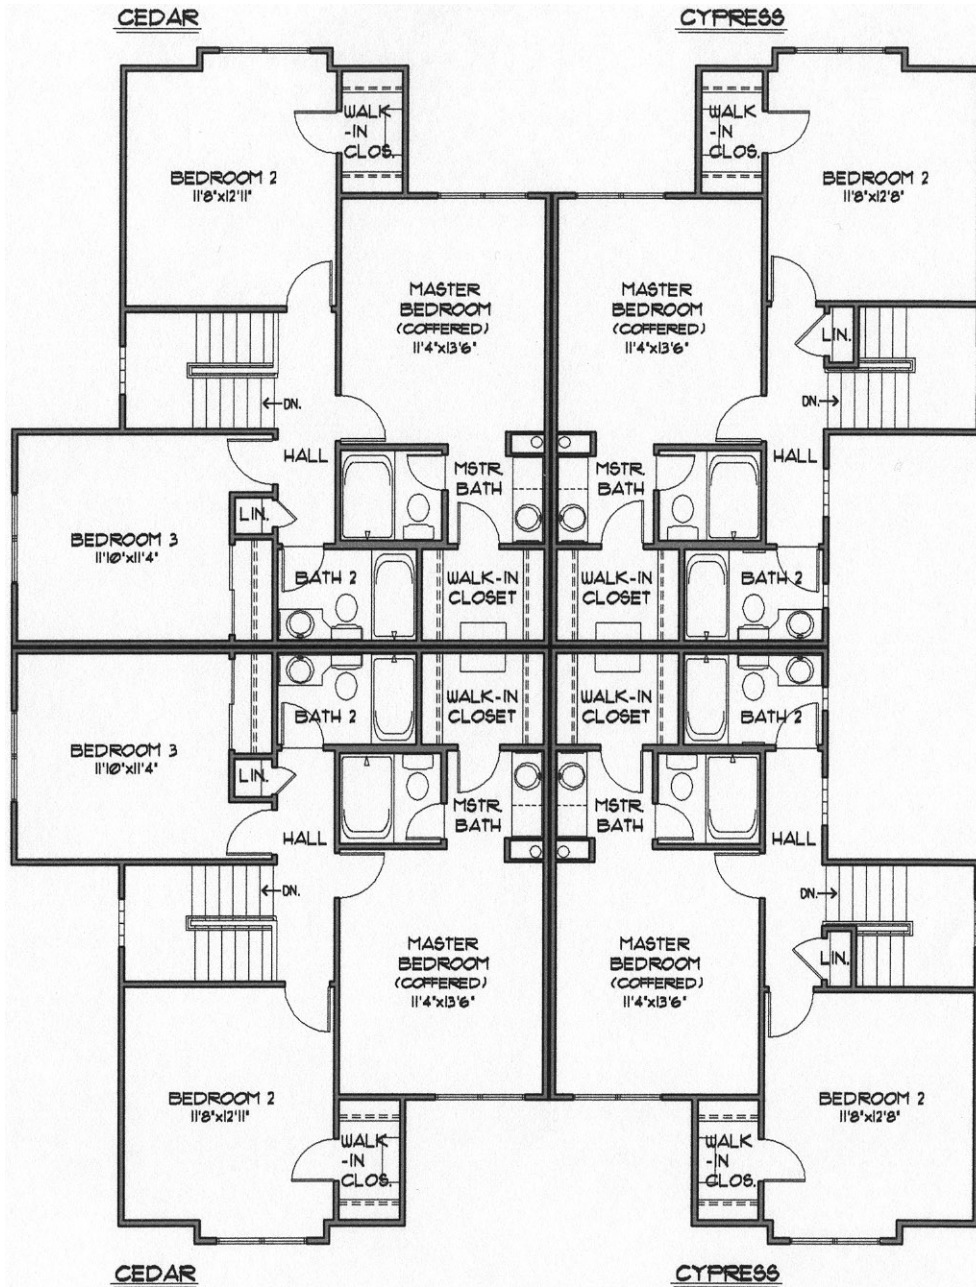 CEDAR
CYPRESS
WALK
-IN
CLOS.
WALK
-IN
CLOS.
BEDROOM 2
11'8"x12'11"
BEDROOM 2
11'8"x12'8"
MASTER
BEDROOM
(COFFERED)
11'4"x13'6"
MASTER
BEDROOM
(COFFERED)
11'4"x13'6"
LIN.
DN.
DN.
HALL
MSTR.
BATH
MSTR.
BATH
HALL
LIN.
BEDROOM 3
11'10"x11'4"
BATH 2
WALK-IN
CLOSET
WALK-IN
CLOSET
BATH 2
BATH 2
WALK-IN
CLOSET
WALK-IN
CLOSET
BATH 2
BEDROOM 3
11'10"x11'4"
LIN.
HALL
MSTR.
BATH
MSTR.
BATH
HALL
DN.
DN.
LIN.
MASTER
BEDROOM
(COFFERED)
11'4"x13'6"
MASTER
BEDROOM
(COFFERED)
11'4"x13'6"
BEDROOM 2
11'8"x12'11"
BEDROOM 2
11'8"x12'8"
WALK
-IN
CLOS.
WALK
-IN
CLOS.
CEDAR
CYPRESS